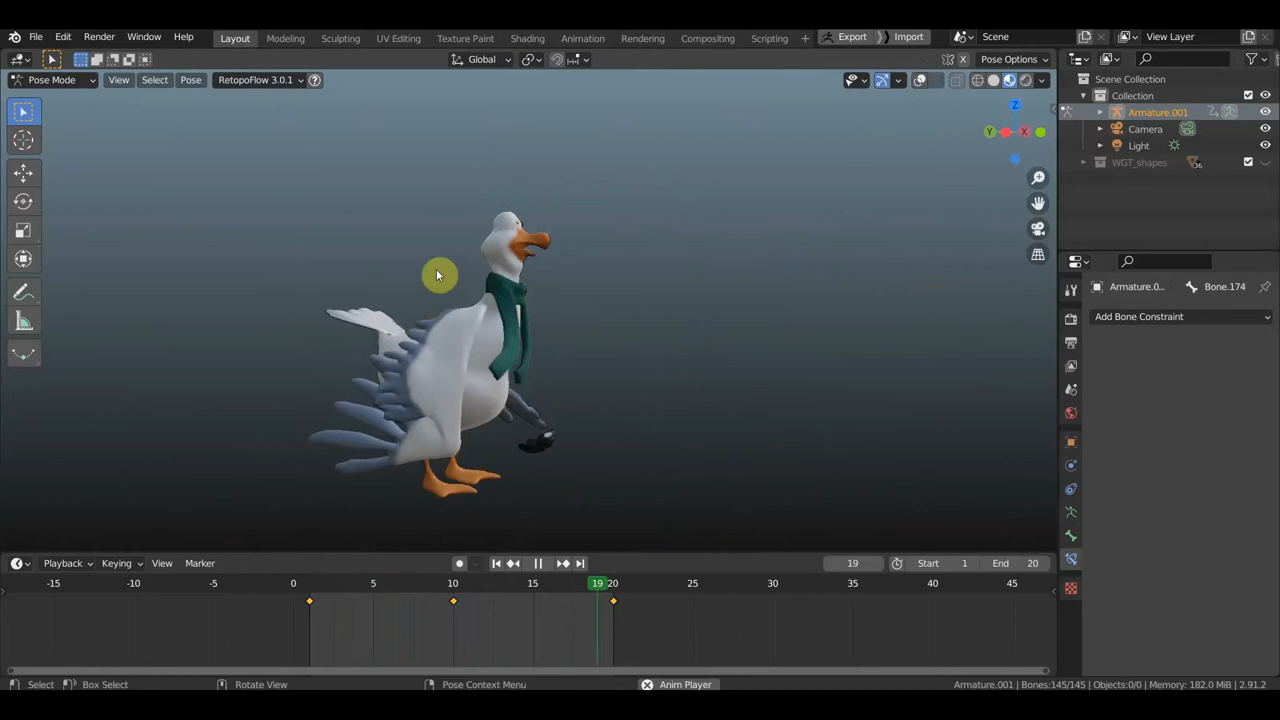 File Edit Render Window Help Layout Modeling Sculpting UV Editing Texture Paint Shading Animation Rendering Compositing Scripting + Export Import Scene View Layer
Global X Pose Options
Pose Mode View Select Pose RetopoFlow 3.0.1 Scene Collection
Collection
Armature.001
Camera
Light
WGT_shapes 36
Z
Y X
Armature.0... Bone.174
Add Bone Constraint
Playback Keying View Marker 19 Start 1 End 20
-15 -10 -5 0 5 10 15 19 20 25 30 35 40 45
Select Box Select Rotate View Pose Context Menu Anim Player Armature.001 | Bones:145/145 | Objects:0/0 | Memory: 182.0 MiB | 2.91.2